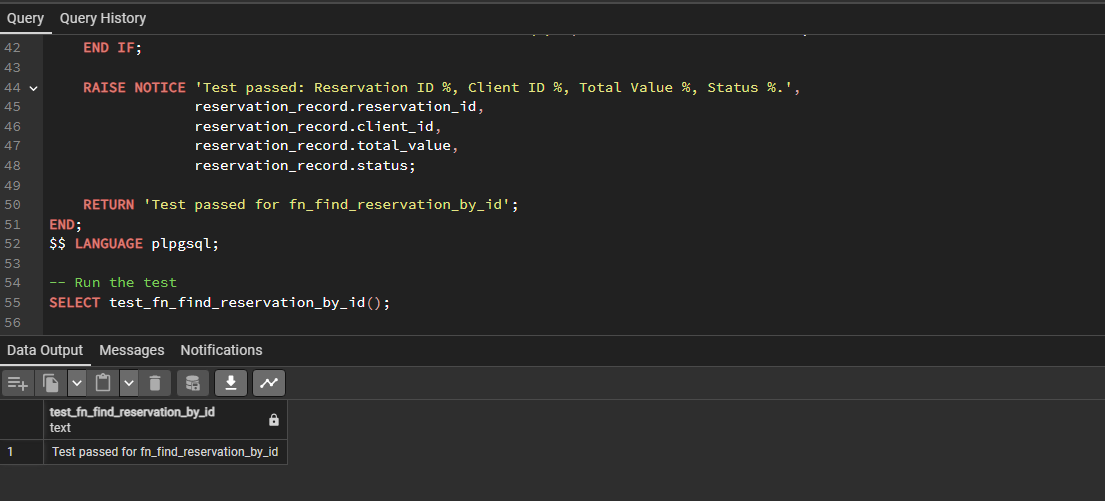 Query Query History
42 END IF;
43
44 RAISE NOTICE 'Test passed: Reservation ID %, Client ID %, Total Value %, Status %.',
45 reservation_record.reservation_id,
46 reservation_record.client_id,
47 reservation_record.total_value,
48 reservation_record.status;
49
50 RETURN 'Test passed for fn_find_reservation_by_id';
51 END;
52 $$ LANGUAGE plpgsql;
53
54 -- Run the test
55 SELECT test_fn_find_reservation_by_id();
56
Data Output Messages Notifications
test_fn_find_reservation_by_id
text
1 Test passed for fn_find_reservation_by_id